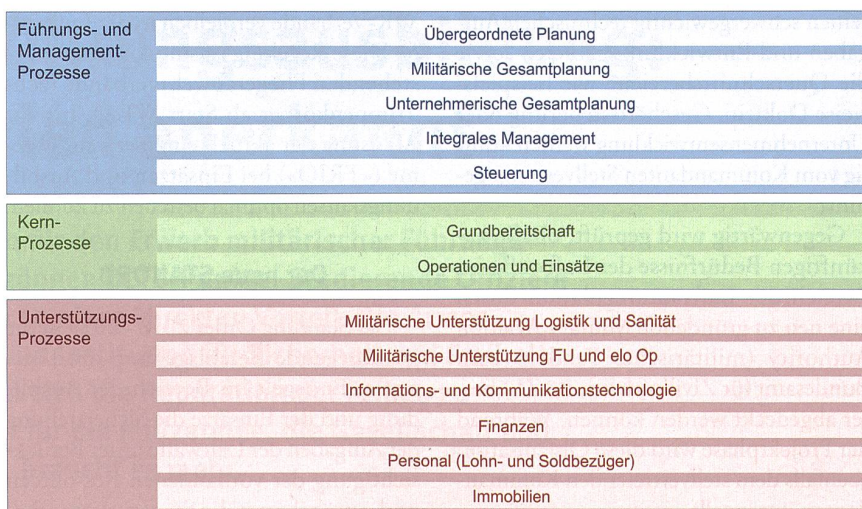 Führungs- und
Management-
Prozesse
Übergeordnete Planung
Militärische Gesamtplanung
Unternehmerische Gesamtplanung
Integrales Management
Steuerung
Kern-
Prozesse
Grundbereitschaft
Operationen und Einsätze
Unterstützungs-
Prozesse
Militärische Unterstützung Logistik und Sanität
Militärische Unterstützung FU und elo Op
Informations- und Kommunikationstechnologie
Finanzen
Personal (Lohn- und Soldbezüger)
Immobilien